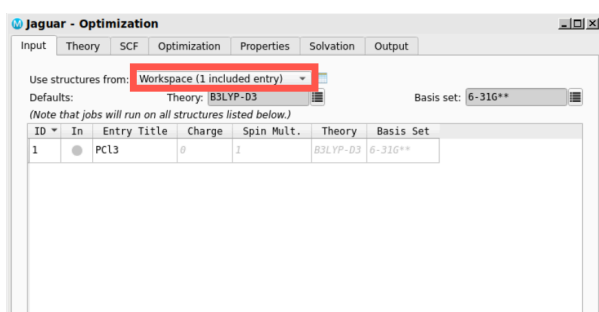 Jaguar - Optimization
Input Theory SCF Optimization Properties Solvation Output
Use structures from: Workspace (1 included entry)
Defaults: Theory: B3LYP-D3 Basis set: 6-31G**
(Note that jobs will run on all structures listed below.)
ID In Entry Title Charge Spin Mult. Theory Basis Set
1 PCl3 0 1 B3LYP-D3 6-31G**